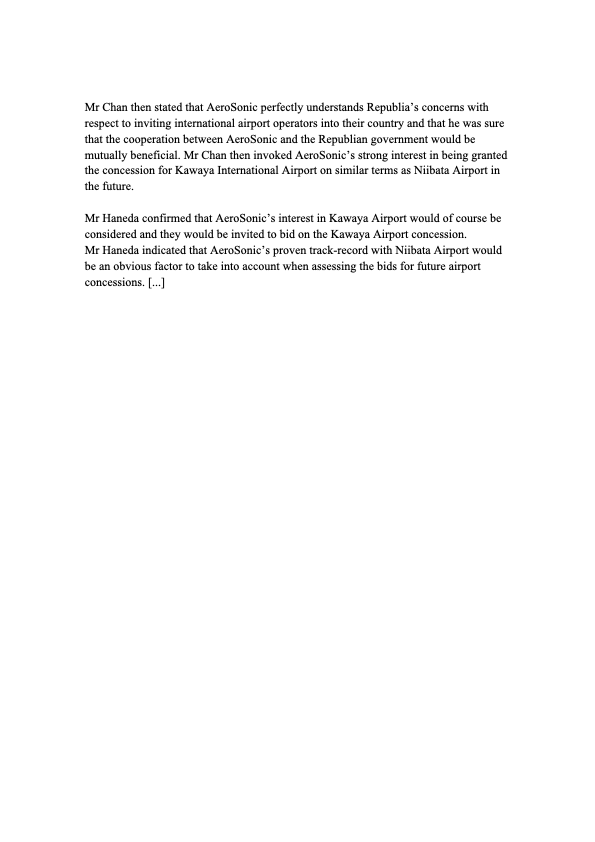 Mr Chan then stated that AeroSonic perfectly understands Republia’s concerns with
respect to inviting international airport operators into their country and that he was sure
that the cooperation between AeroSonic and the Republian government would be
mutually beneficial. Mr Chan then invoked AeroSonic’s strong interest in being granted
the concession for Kawaya International Airport on similar terms as Niibata Airport in
the future.
Mr Haneda confirmed that AeroSonic’s interest in Kawaya Airport would of course be
considered and they would be invited to bid on the Kawaya Airport concession.
Mr Haneda indicated that AeroSonic’s proven track-record with Niibata Airport would
be an obvious factor to take into account when assessing the bids for future airport
concessions. [...]